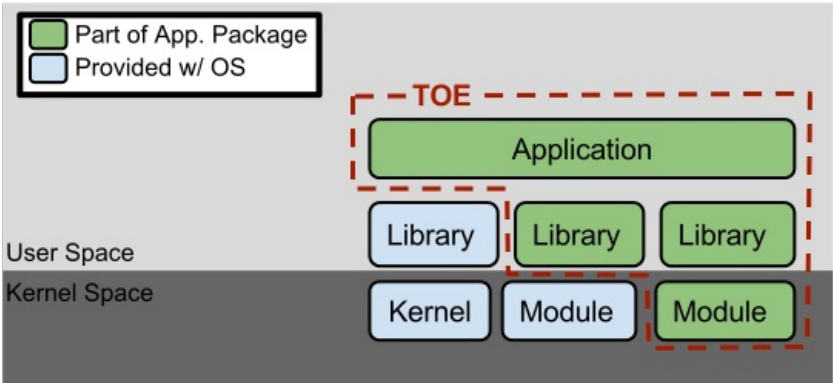 Part of App. Package
Provided w/ OS
TOE
Application
Library Library Library
User Space
Kernel Space
Kernel Module Module